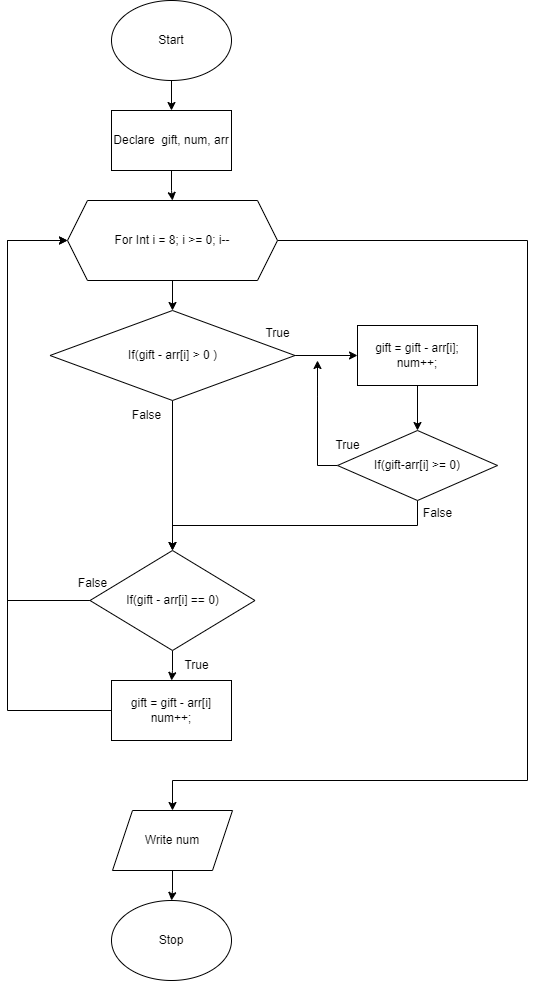 Start
Declare  gift, num, arr
For Int i = 8; i >= 0; i--
True
If(gift - arr[i] > 0 )
gift = gift - arr[i];
num++;
False
True
If(gift-arr[i] >= 0)
False
False
If(gift - arr[i] == 0)
True
gift = gift - arr[i]
num++;
Write num
Stop